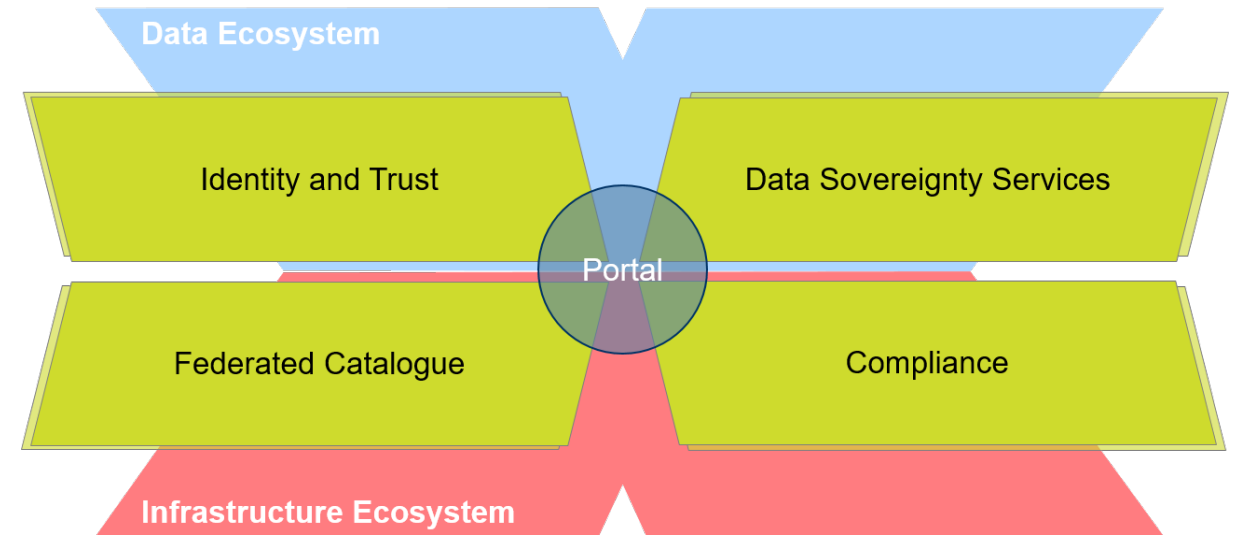 Data Ecosystem
Identity and Trust
Data Sovereignty Services
Portal
Federated Catalogue
Compliance
Infrastructure Ecosystem